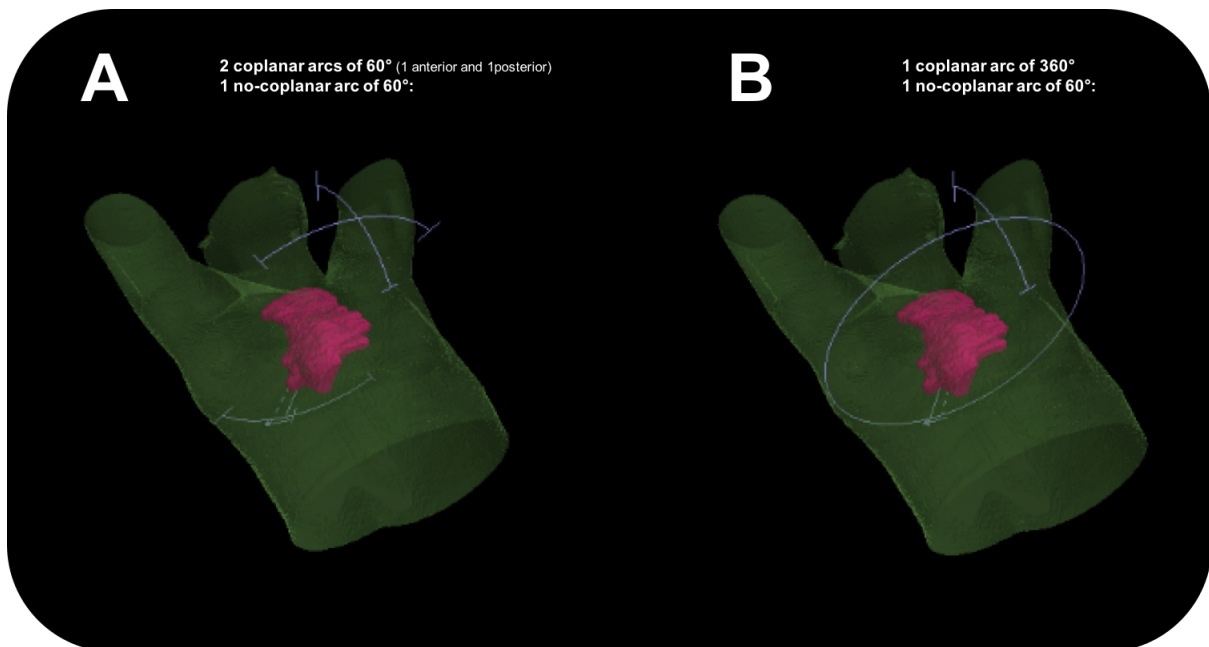 A
2 coplanar arcs of 60° (1 anterior and 1posterior)
1 no-coplanar arc of 60°:
B
1 coplanar arc of 360°
1 no-coplanar arc of 60°: